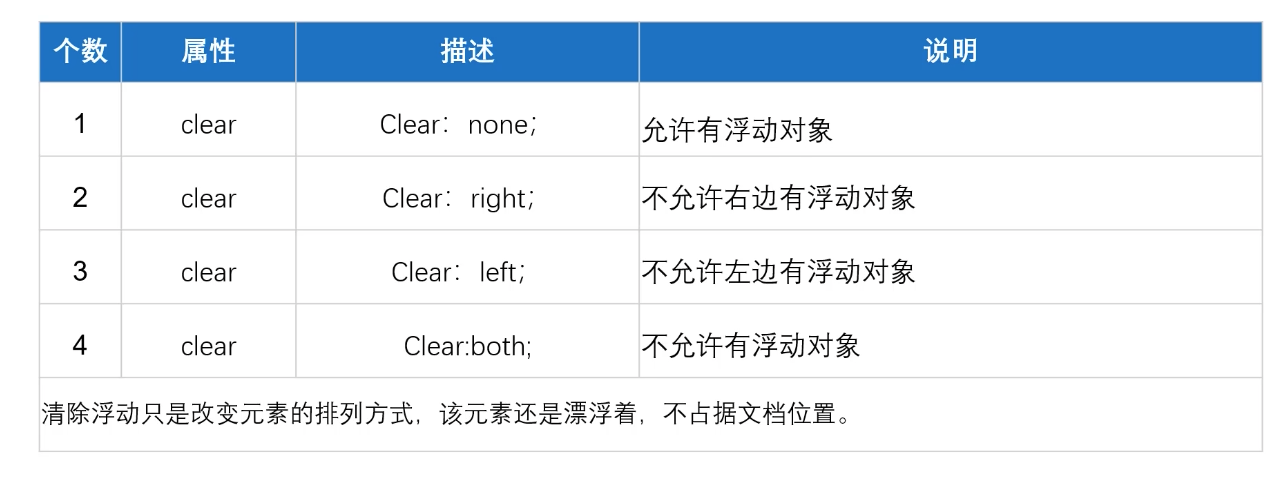 个数 属性 描述 说明
1 clear Clear：none； 允许有浮动对象
2 clear Clear：right； 不允许右边有浮动对象
3 clear Clear：left； 不允许左边有浮动对象
4 clear Clear:both; 不允许有浮动对象
清除浮动只是改变元素的排列方式，该元素还是漂浮着，不占据文档位置。